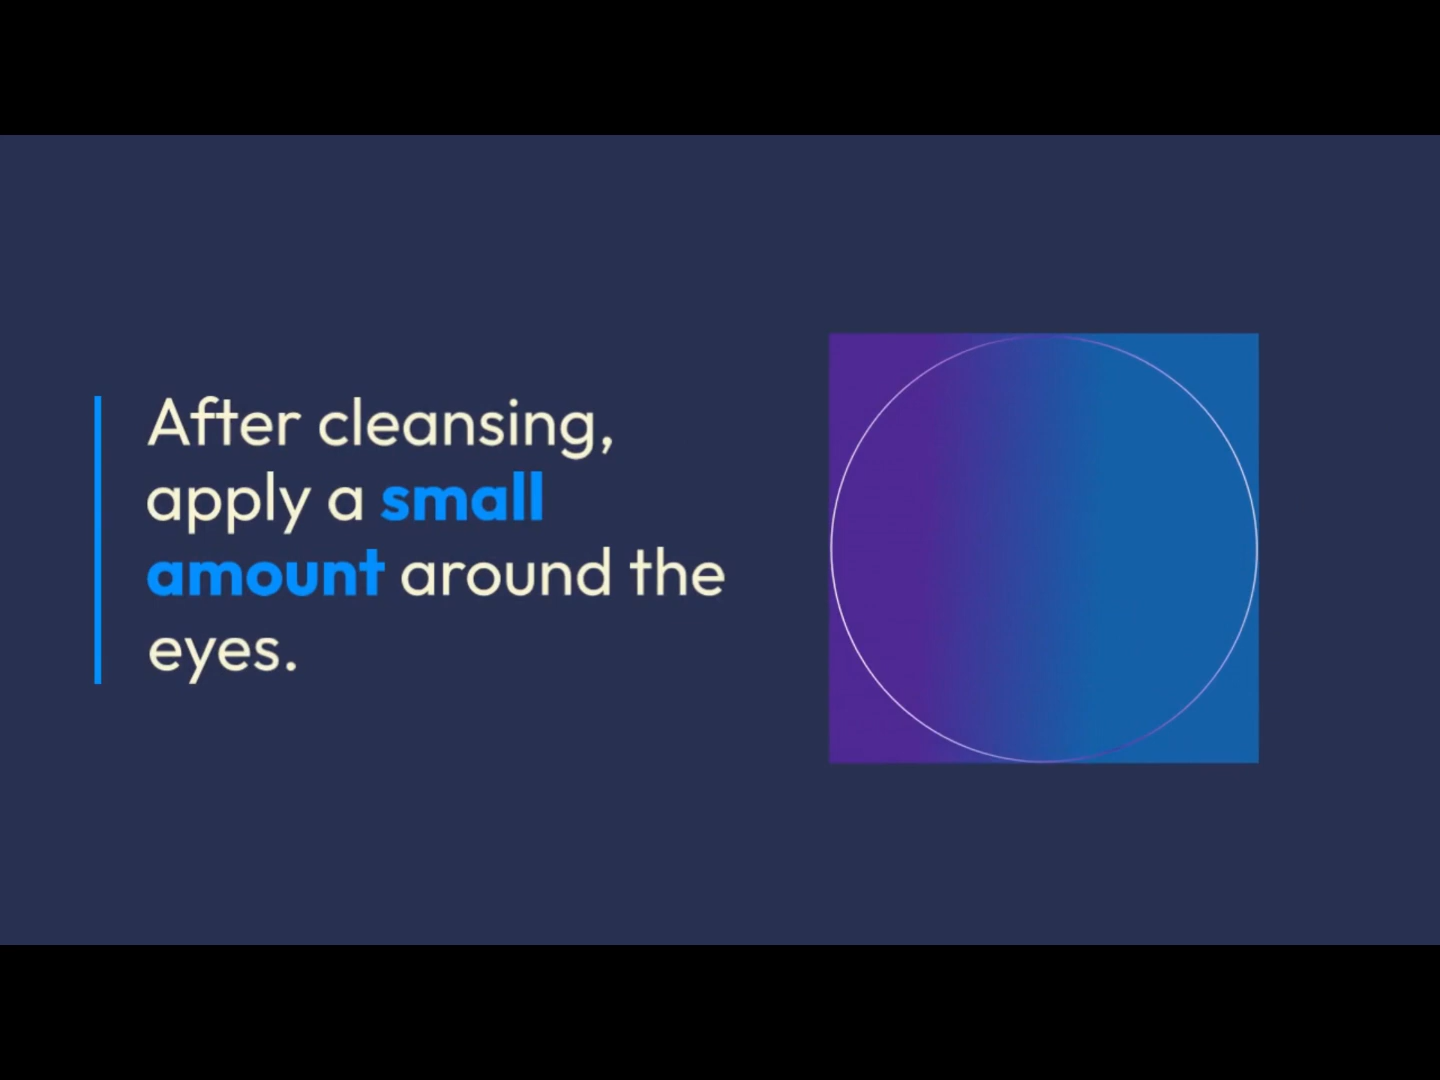 After cleansing,
apply a small
amount around the
eyes.